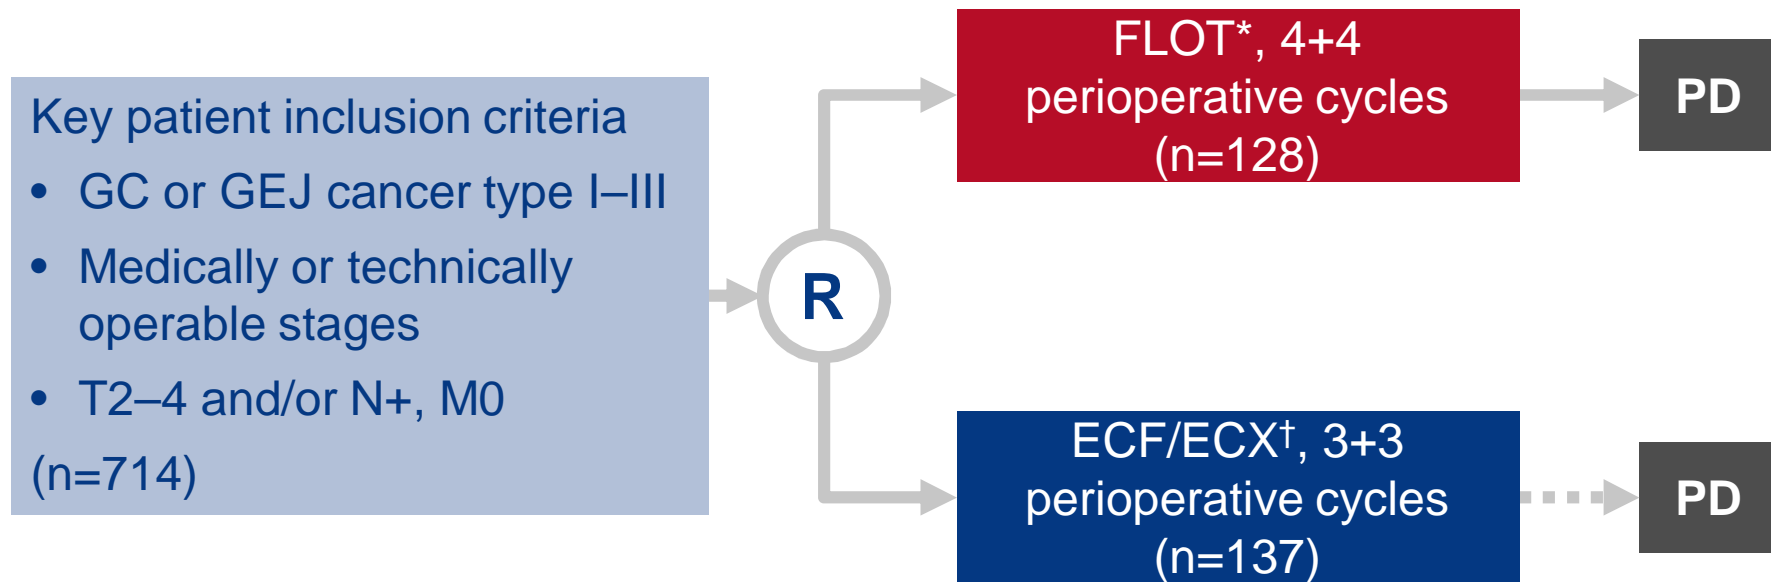 Key patient inclusion criteria
• GC or GEJ cancer type I–III
• Medically or technically
operable stages
• T2–4 and/or N+, M0
(n=714)
R
FLOT*, 4+4
perioperative cycles
(n=128)
PD
ECF/ECX†, 3+3
perioperative cycles
(n=137)
PD